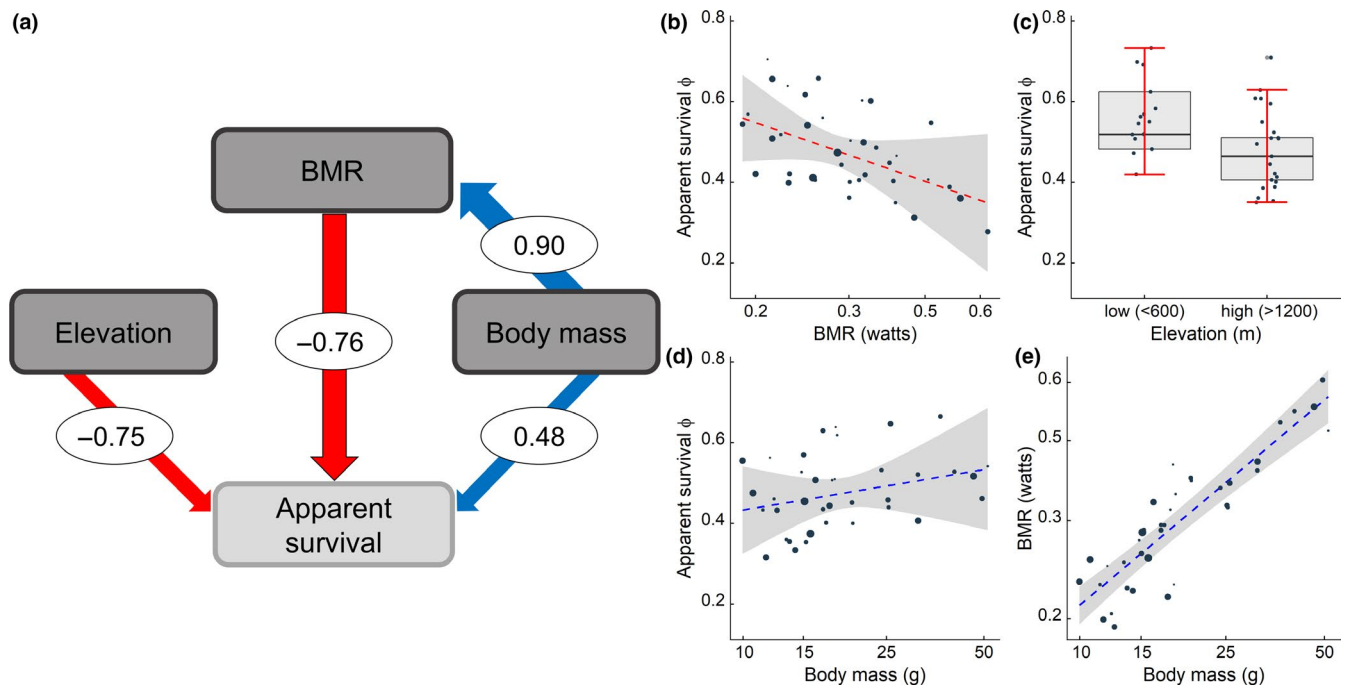 (a)
BMR
0.90
Elevation
Body mass
–0.76
–0.75
0.48
Apparent
survival
(b)
0.8
0.6
0.4
0.2
Apparent survival ϕ
0.2
0.3
0.5
0.6
BMR (watts)
(c)
0.8
0.6
0.4
0.2
Apparent survival ϕ
low (<600)
high (>1200)
Elevation (m)
(d)
0.8
0.6
0.4
0.2
Apparent survival ϕ
10
15
25
50
Body mass (g)
(e)
0.6
0.5
0.3
0.2
BMR (watts)
10
15
25
50
Body mass (g)